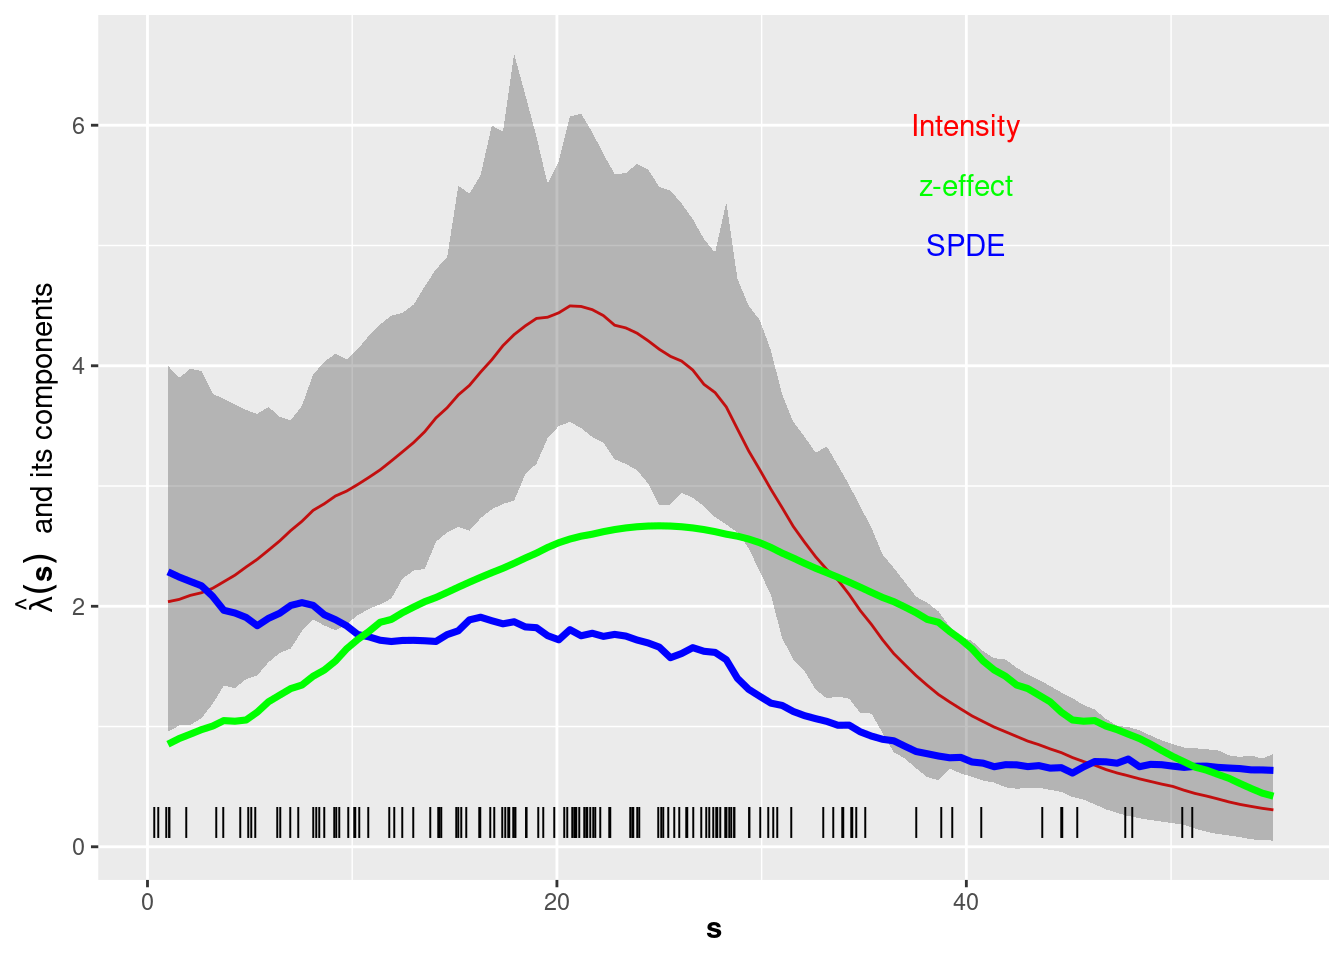 Intensity
z-effect
SPDE
6
4
2
0
0 20 40
s
λ̂(s) and its components